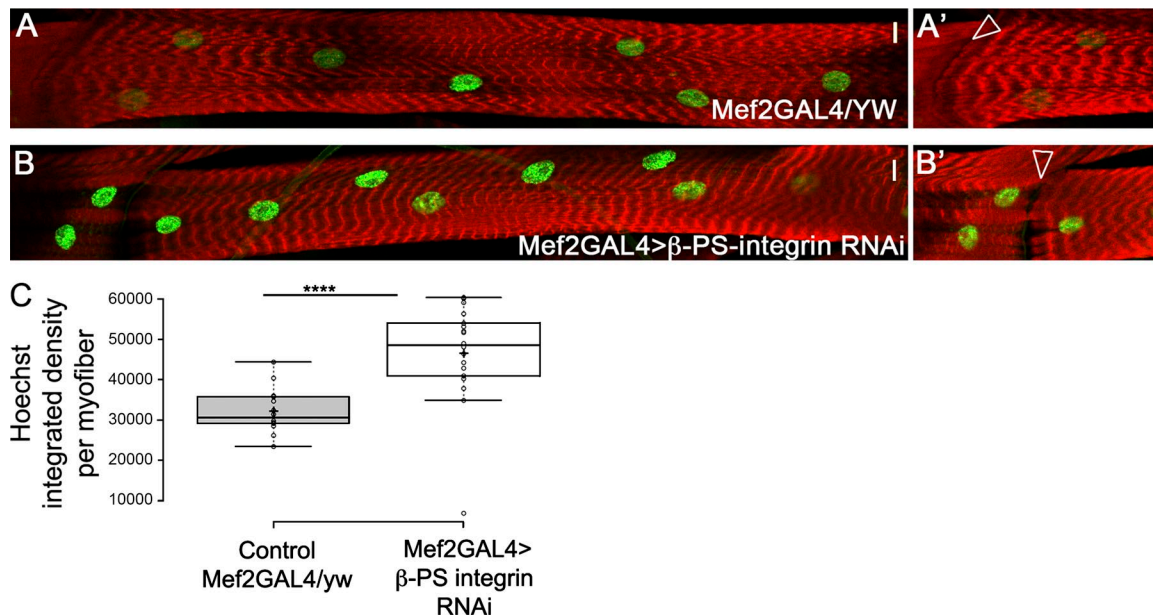 A
Mef2GAL4/YW
A'
B
Mef2GAL4>β-PS-integrin RNAi
B'
C
Hoechst
integrated density
per myofiber
60000
50000
40000
30000
20000
10000
****
Control
Mef2GAL4/yw
Mef2GAL4>
β-PS integrin
RNAi